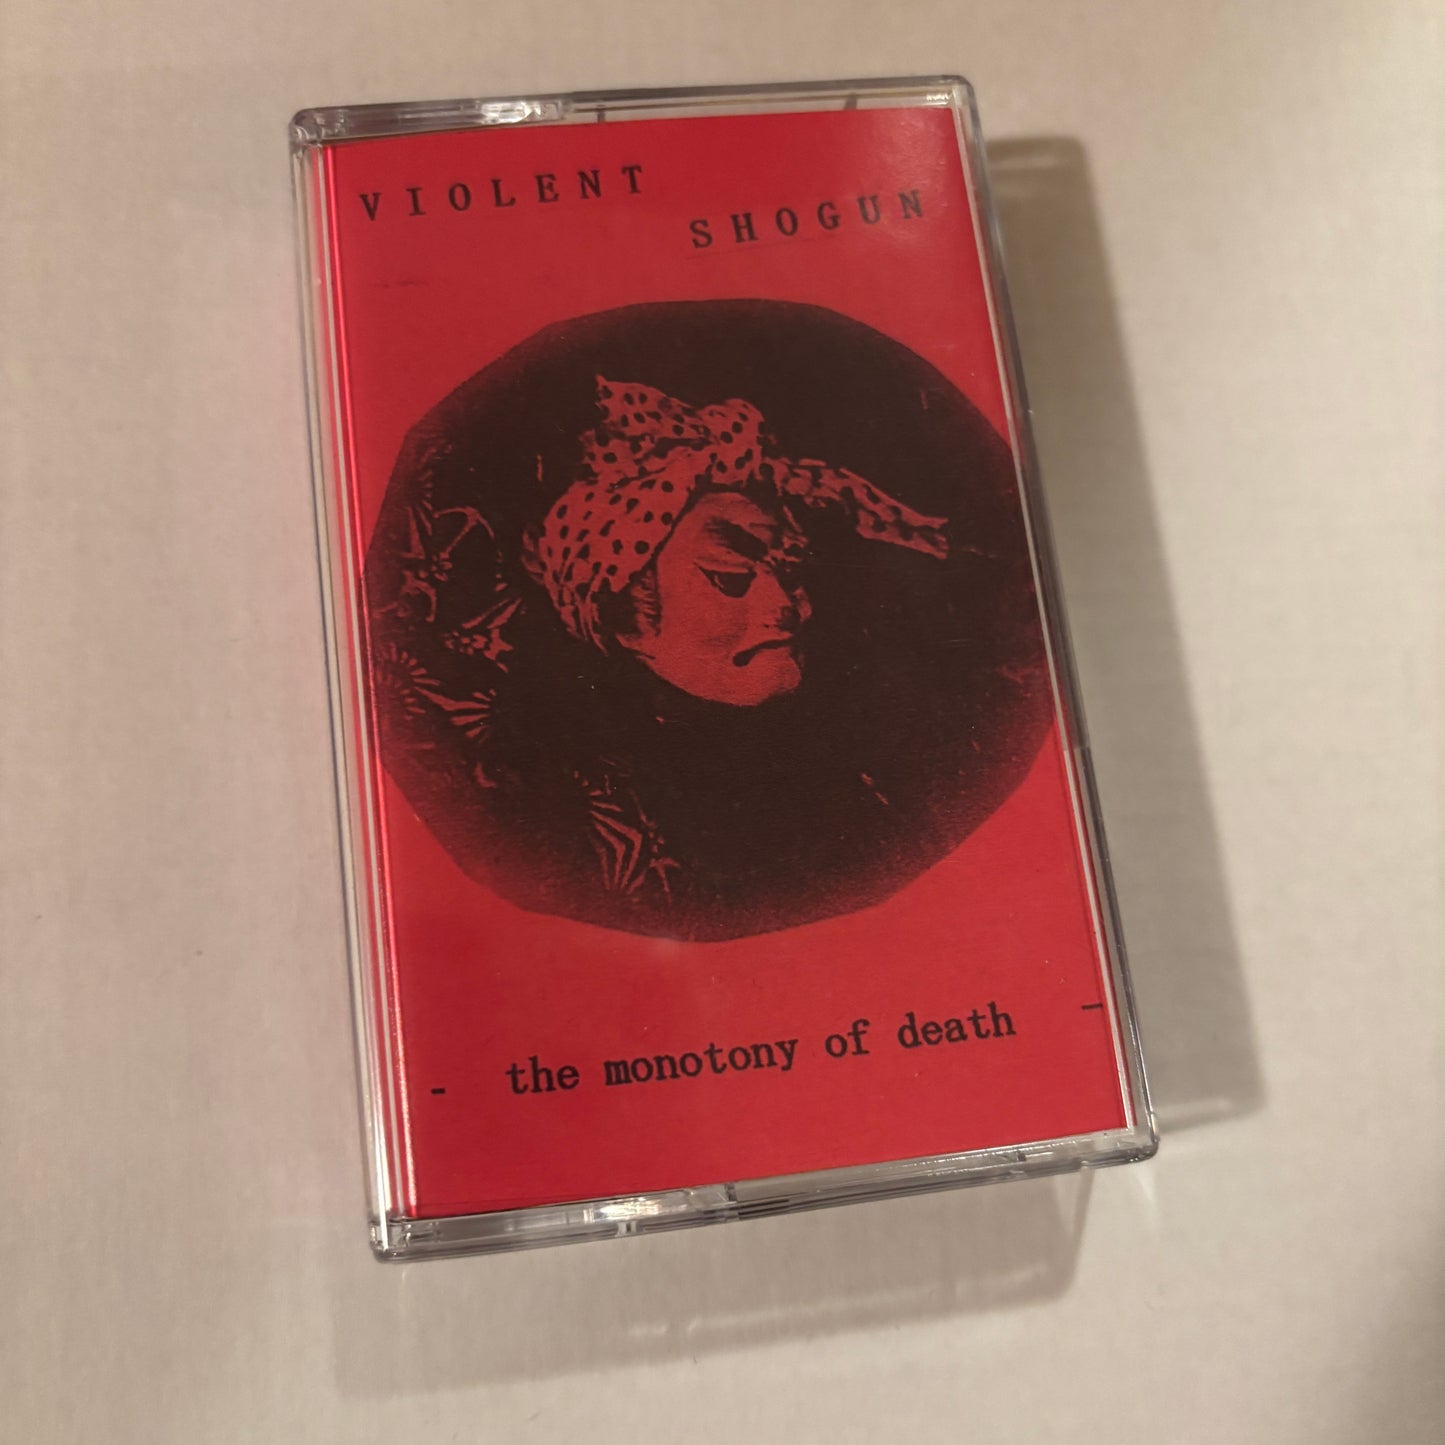 VIOLENT
SHOGUN
- the monotony of death -